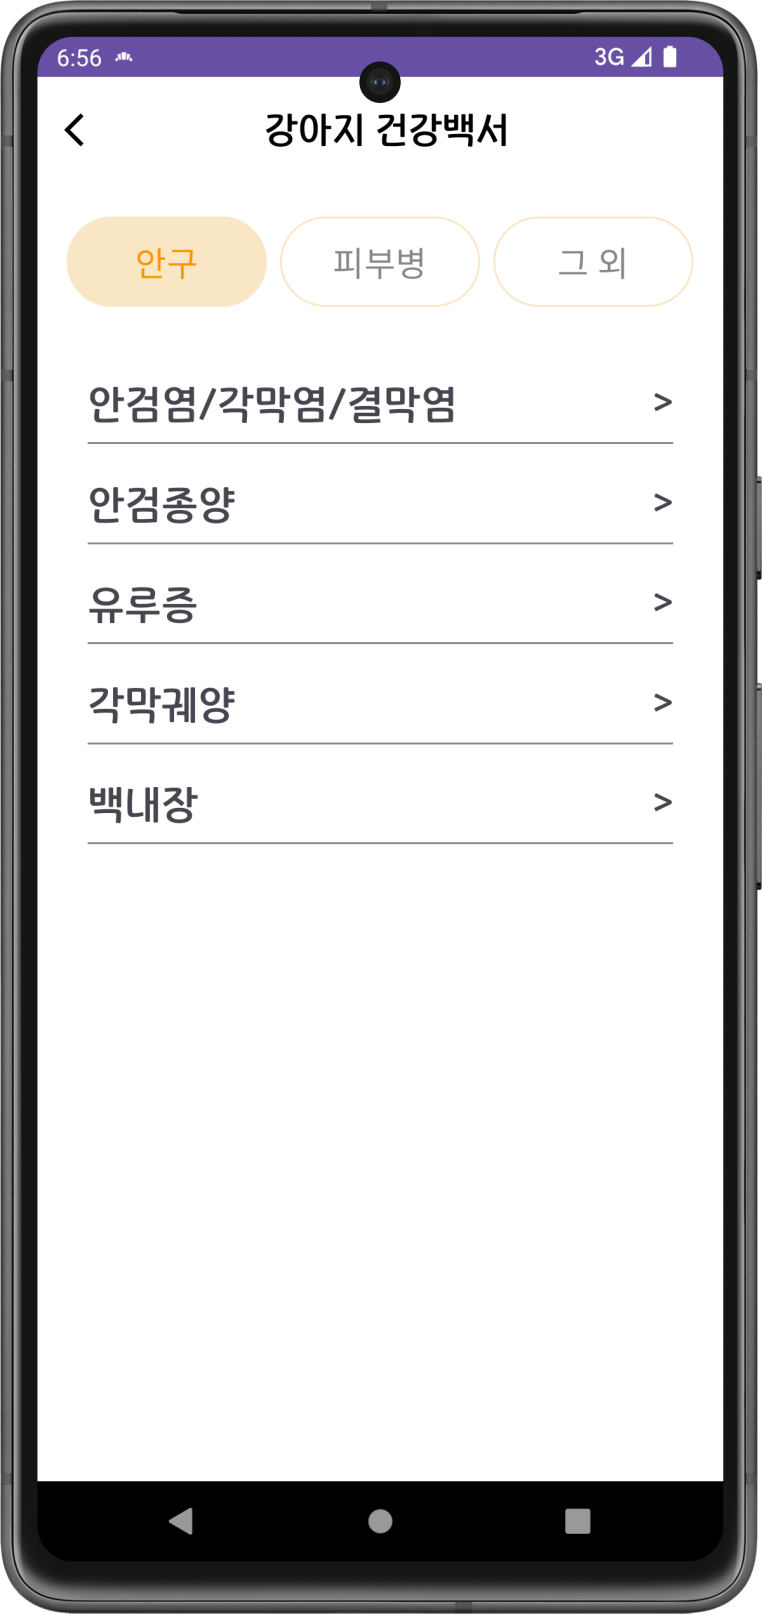 6:56 3G
강아지 건강백서
안구 피부병 그 외
안검염/각막염/결막염 >
안검종양 >
유루증 >
각막궤양 >
백내장 >